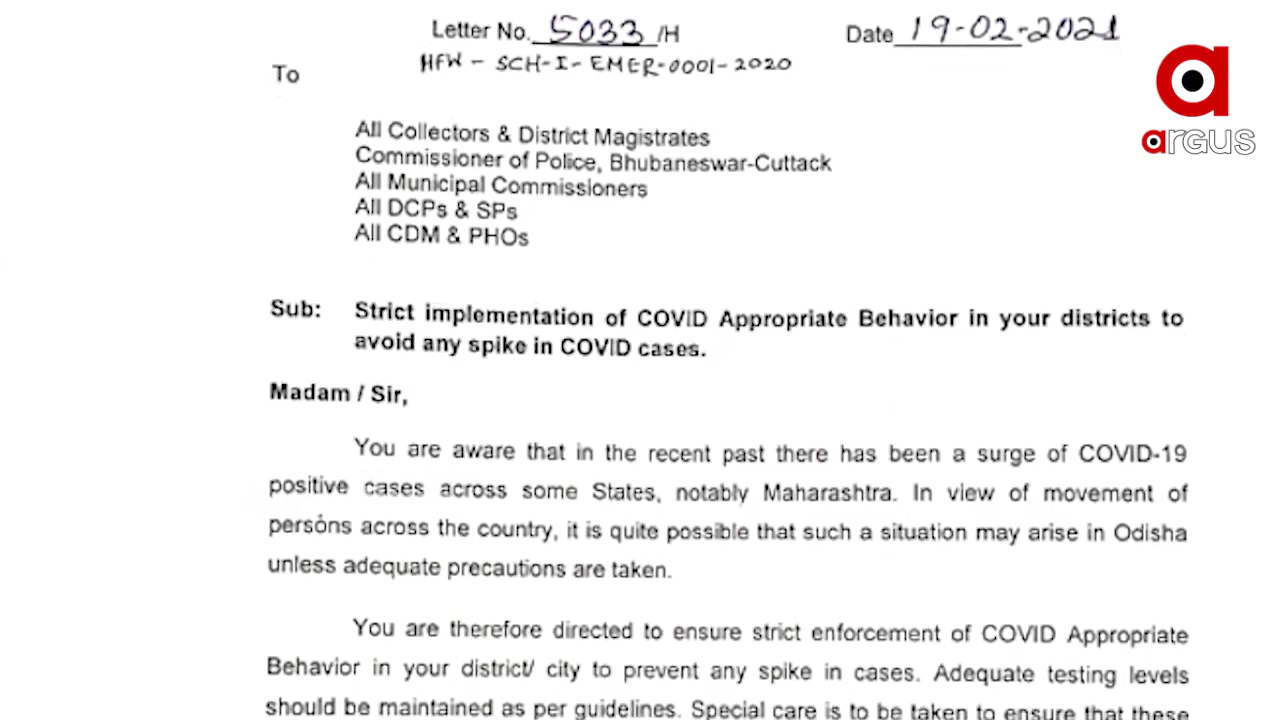 Letter No. 5033 /H Date 19-02-2021
HFW - SCH-I- EMER-0001-2020
To
argus
All Collectors & District Magistrates
Commissioner of Police, Bhubaneswar-Cuttack
All Municipal Commissioners
All DCPs & SPs
All CDM & PHOs
Sub: Strict implementation of COVID Appropriate Behavior in your districts to
avoid any spike in COVID cases.
Madam / Sir,
You are aware that in the recent past there has been a surge of COVID-19
positive cases across some States, notably Maharashtra. In view of movement of
persons across the country, it is quite possible that such a situation may arise in Odisha
unless adequate precautions are taken.
You are therefore directed to ensure strict enforcement of COVID Appropriate
Behavior in your district/ city to prevent any spike in cases. Adequate testing levels
should be maintained as per guidelines. Special care is to be taken to ensure that these